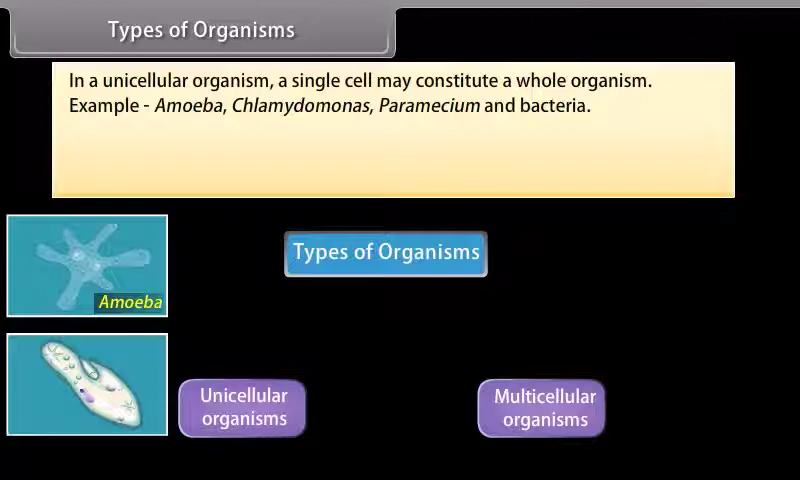 Types of Organisms
In a unicellular organism, a single cell may constitute a whole organism.
Example - Amoeba, Chlamydomonas, Paramecium and bacteria.
Types of Organisms
Amoeba
Unicellular
organisms
Multicellular
organisms